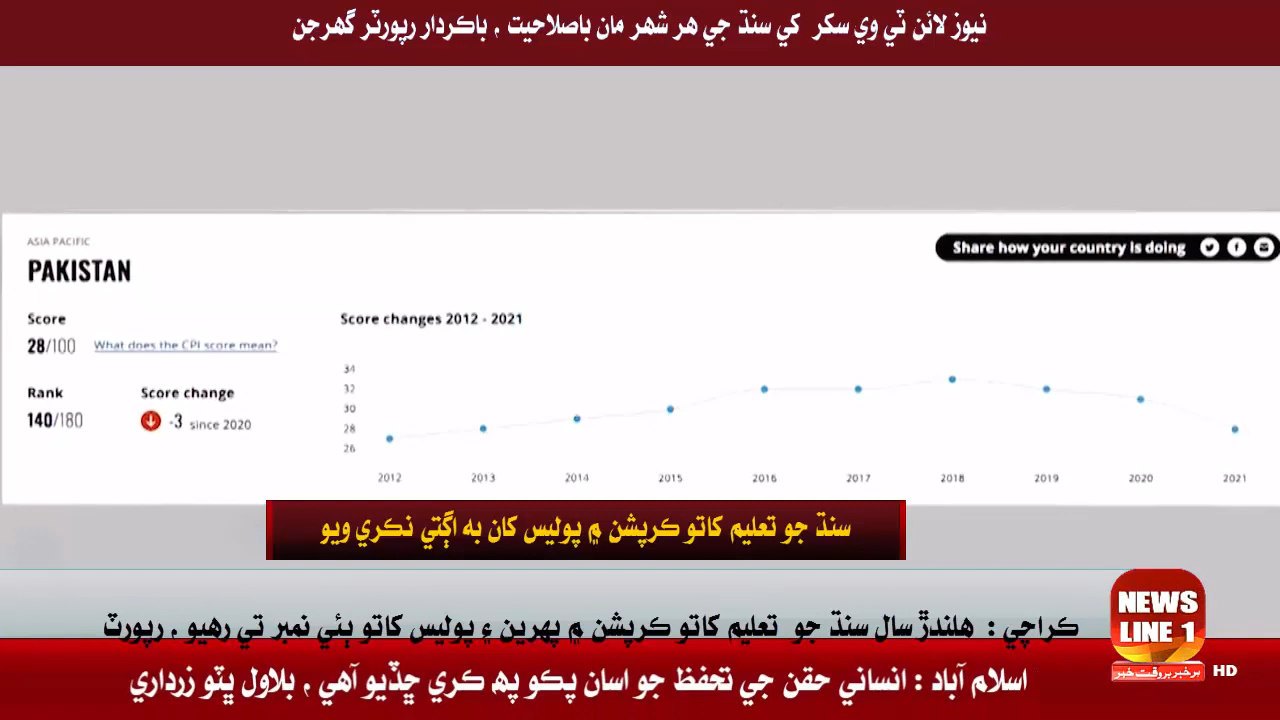 نيوز لائن ٽي وي سکر کي سنڌ جي هر شهر مان باصلاحيت ، باڪردار رپورٽر گهرجن
ASIA PACIFIC
PAKISTAN
Share how your country is doing
Score
28/100 What does the CPI score mean?
Rank
140/180
Score change
-3 since 2020
Score changes 2012 - 2021
34
32
30
28
26
2012 2013 2014 2015 2016 2017 2018 2019 2020 2021
سنڌ جو تعليم کاتو ڪرپشن ۾ پوليس کان به اڳتي نڪري ويو
ڪراچي : هلندڙ سال سنڌ جو تعليم کاتو ڪرپشن ۾ پهرين ۽ پوليس کاتو ٻئي نمبر تي رهيو ، رپورٽ
اسلام آباد : انساني حقن جي تحفظ جو اسان پڪو پهہ ڪري ڇڏيو آهي ، بلاول ڀٽو زرداري
NEWS
LINE 1
ہر خبر بروقت خبر
HD